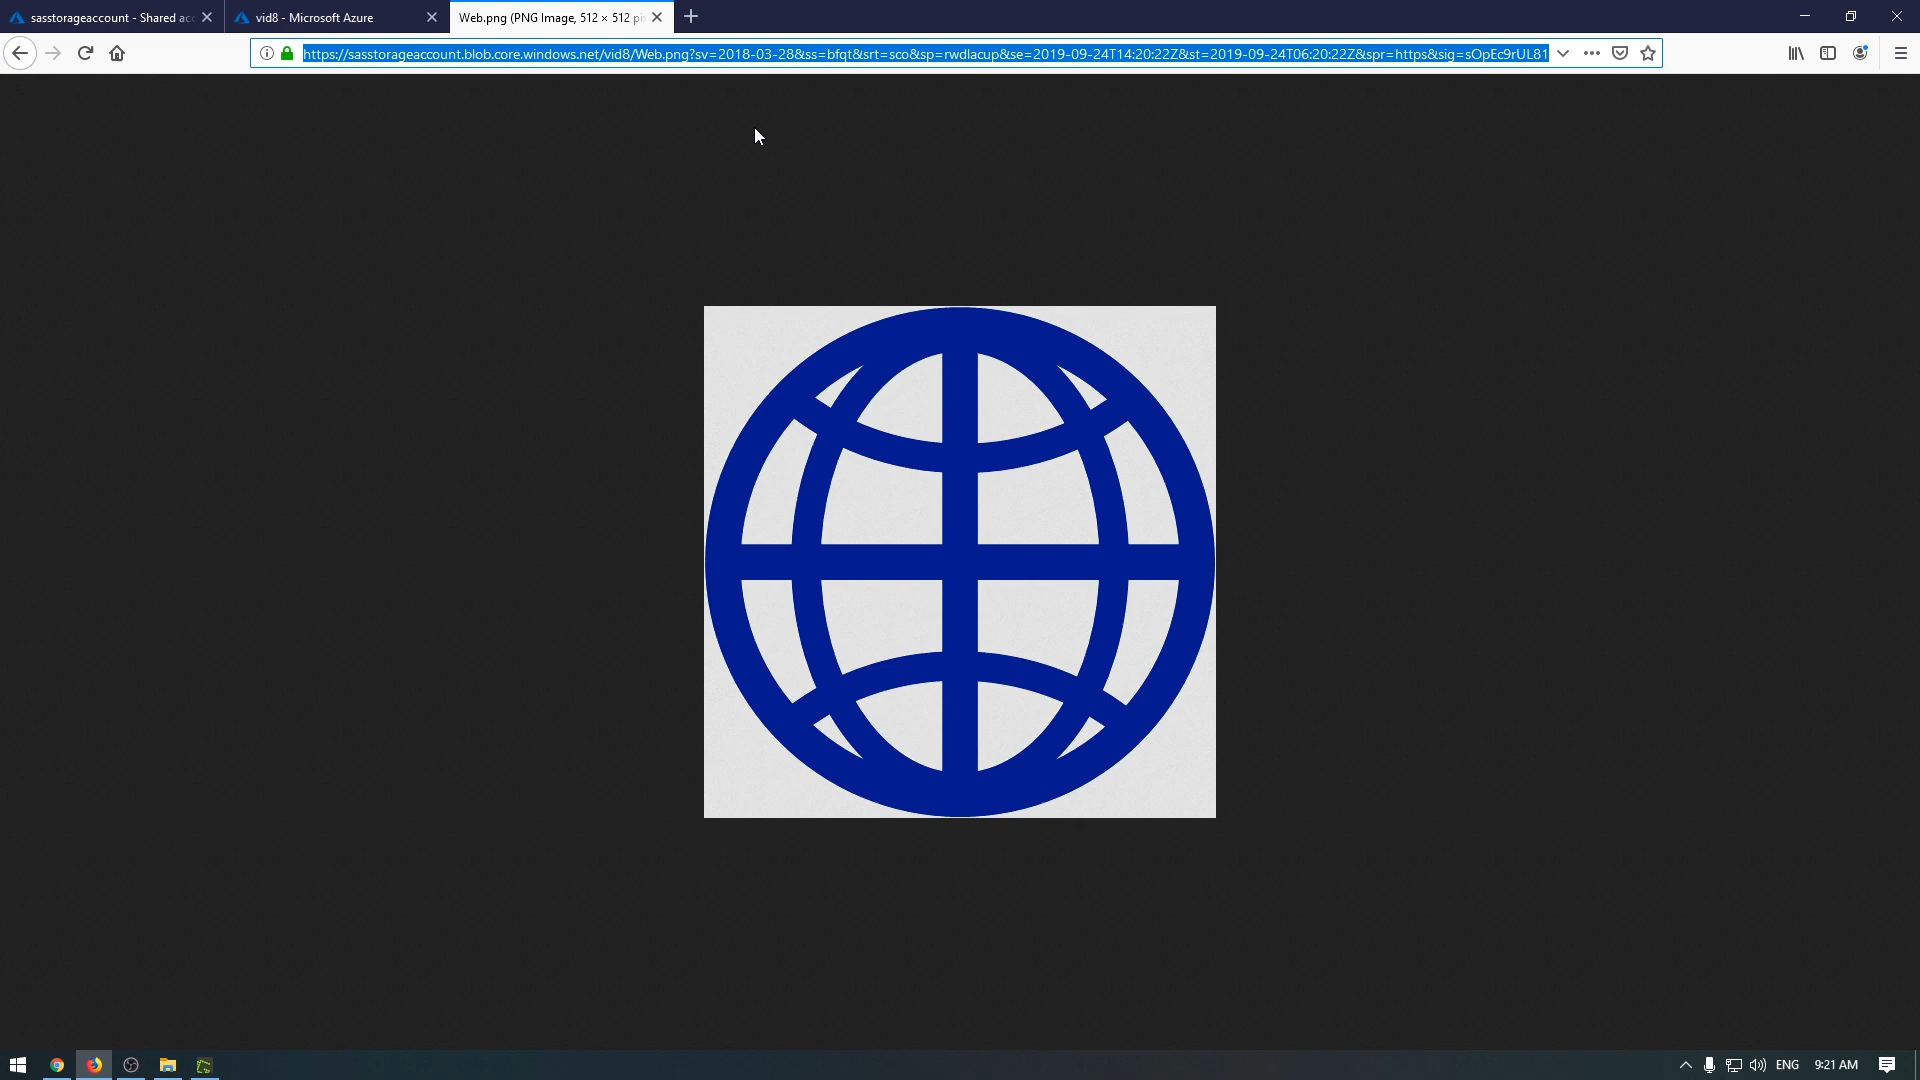 sasstorageaccount - Shared acc
vid8 - Microsoft Azure
Web.png (PNG Image, 512 × 512 pi
https://sasstorageaccount.blob.core.windows.net/vid8/Web.png?sv=2018-03-28&ss=bfqt&srt=sco&sp=rwdlacup&se=2019-09-24T14:20:22Z&st=2019-09-24T06:20:22Z&spr=https&sig=sOpEc9rUL81
ENG
9:21 AM